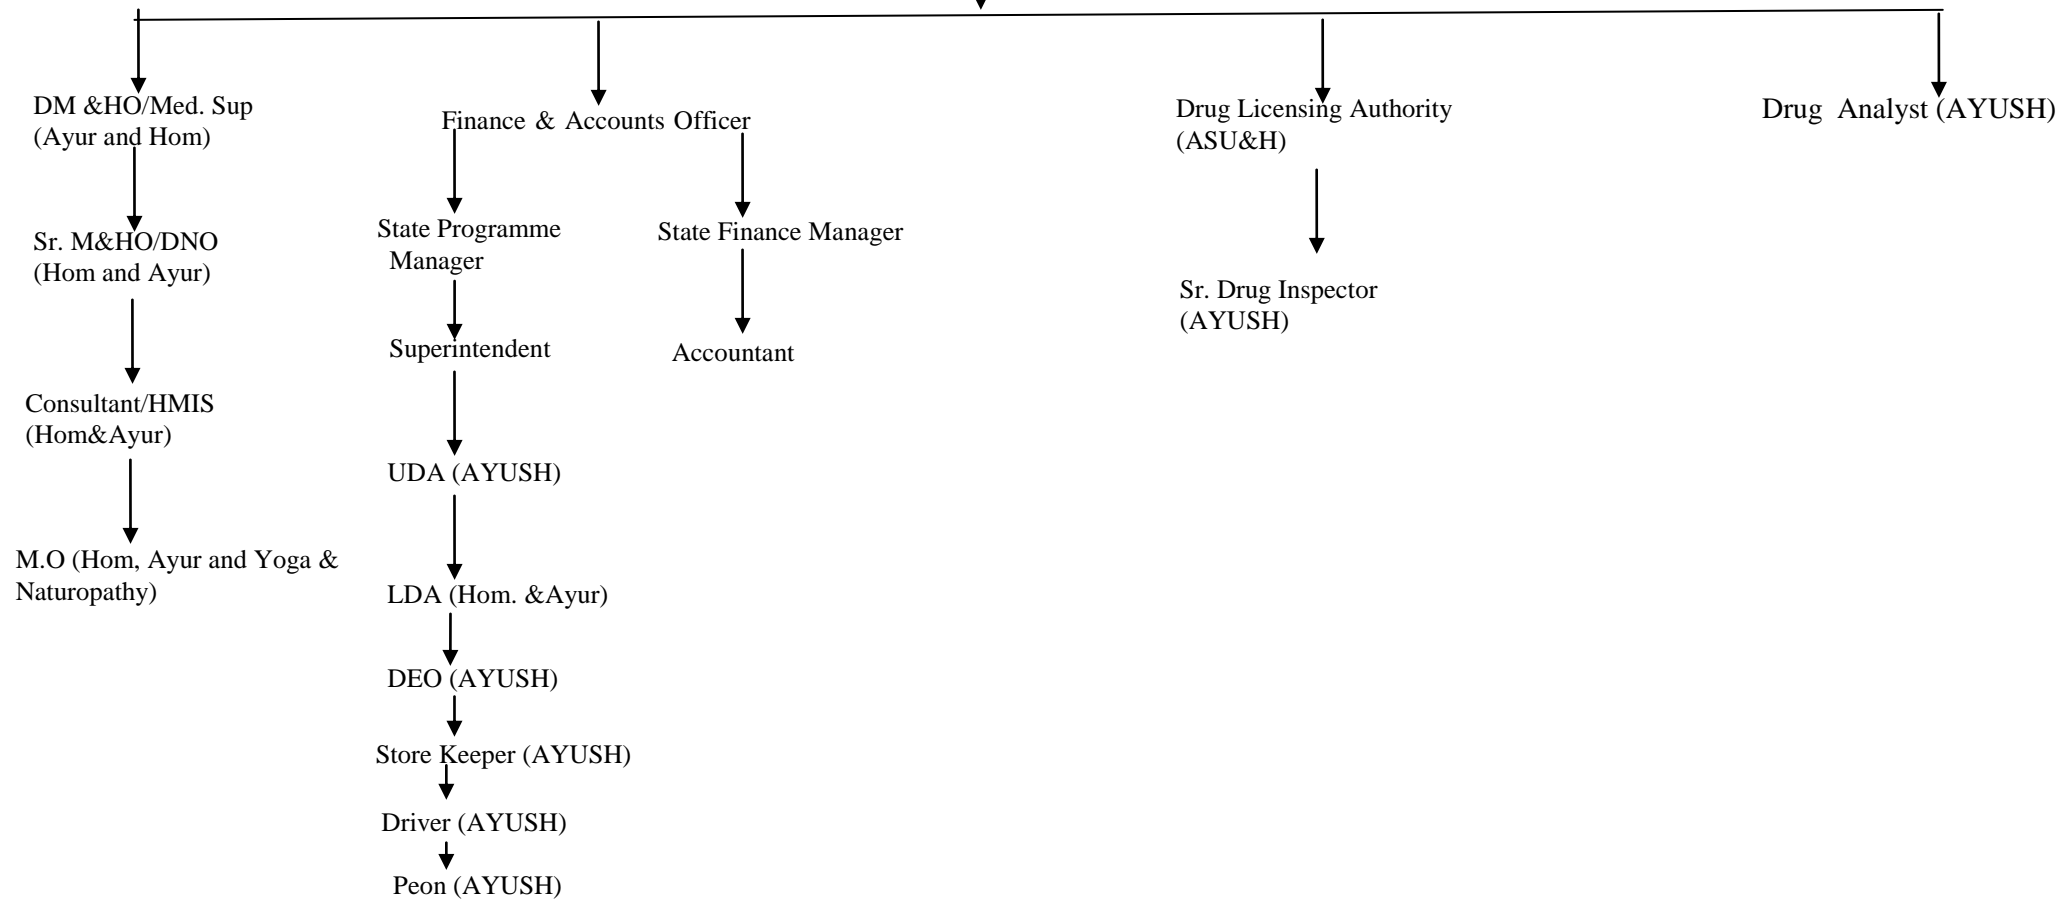 DM &HO/Med. Sup
(Ayur and Hom)
Sr. M&HO/DNO
(Hom and Ayur)
Consultant/HMIS
(Hom&Ayur)
M.O (Hom, Ayur and Yoga &
Naturopathy)
Finance & Accounts Officer
State Programme
Manager
Superintendent
UDA (AYUSH)
LDA (Hom. &Ayur)
DEO (AYUSH)
Store Keeper (AYUSH)
Driver (AYUSH)
Peon (AYUSH)
State Finance Manager
Accountant
Drug Licensing Authority
(ASU&H)
Sr. Drug Inspector
(AYUSH)
Drug Analyst (AYUSH)